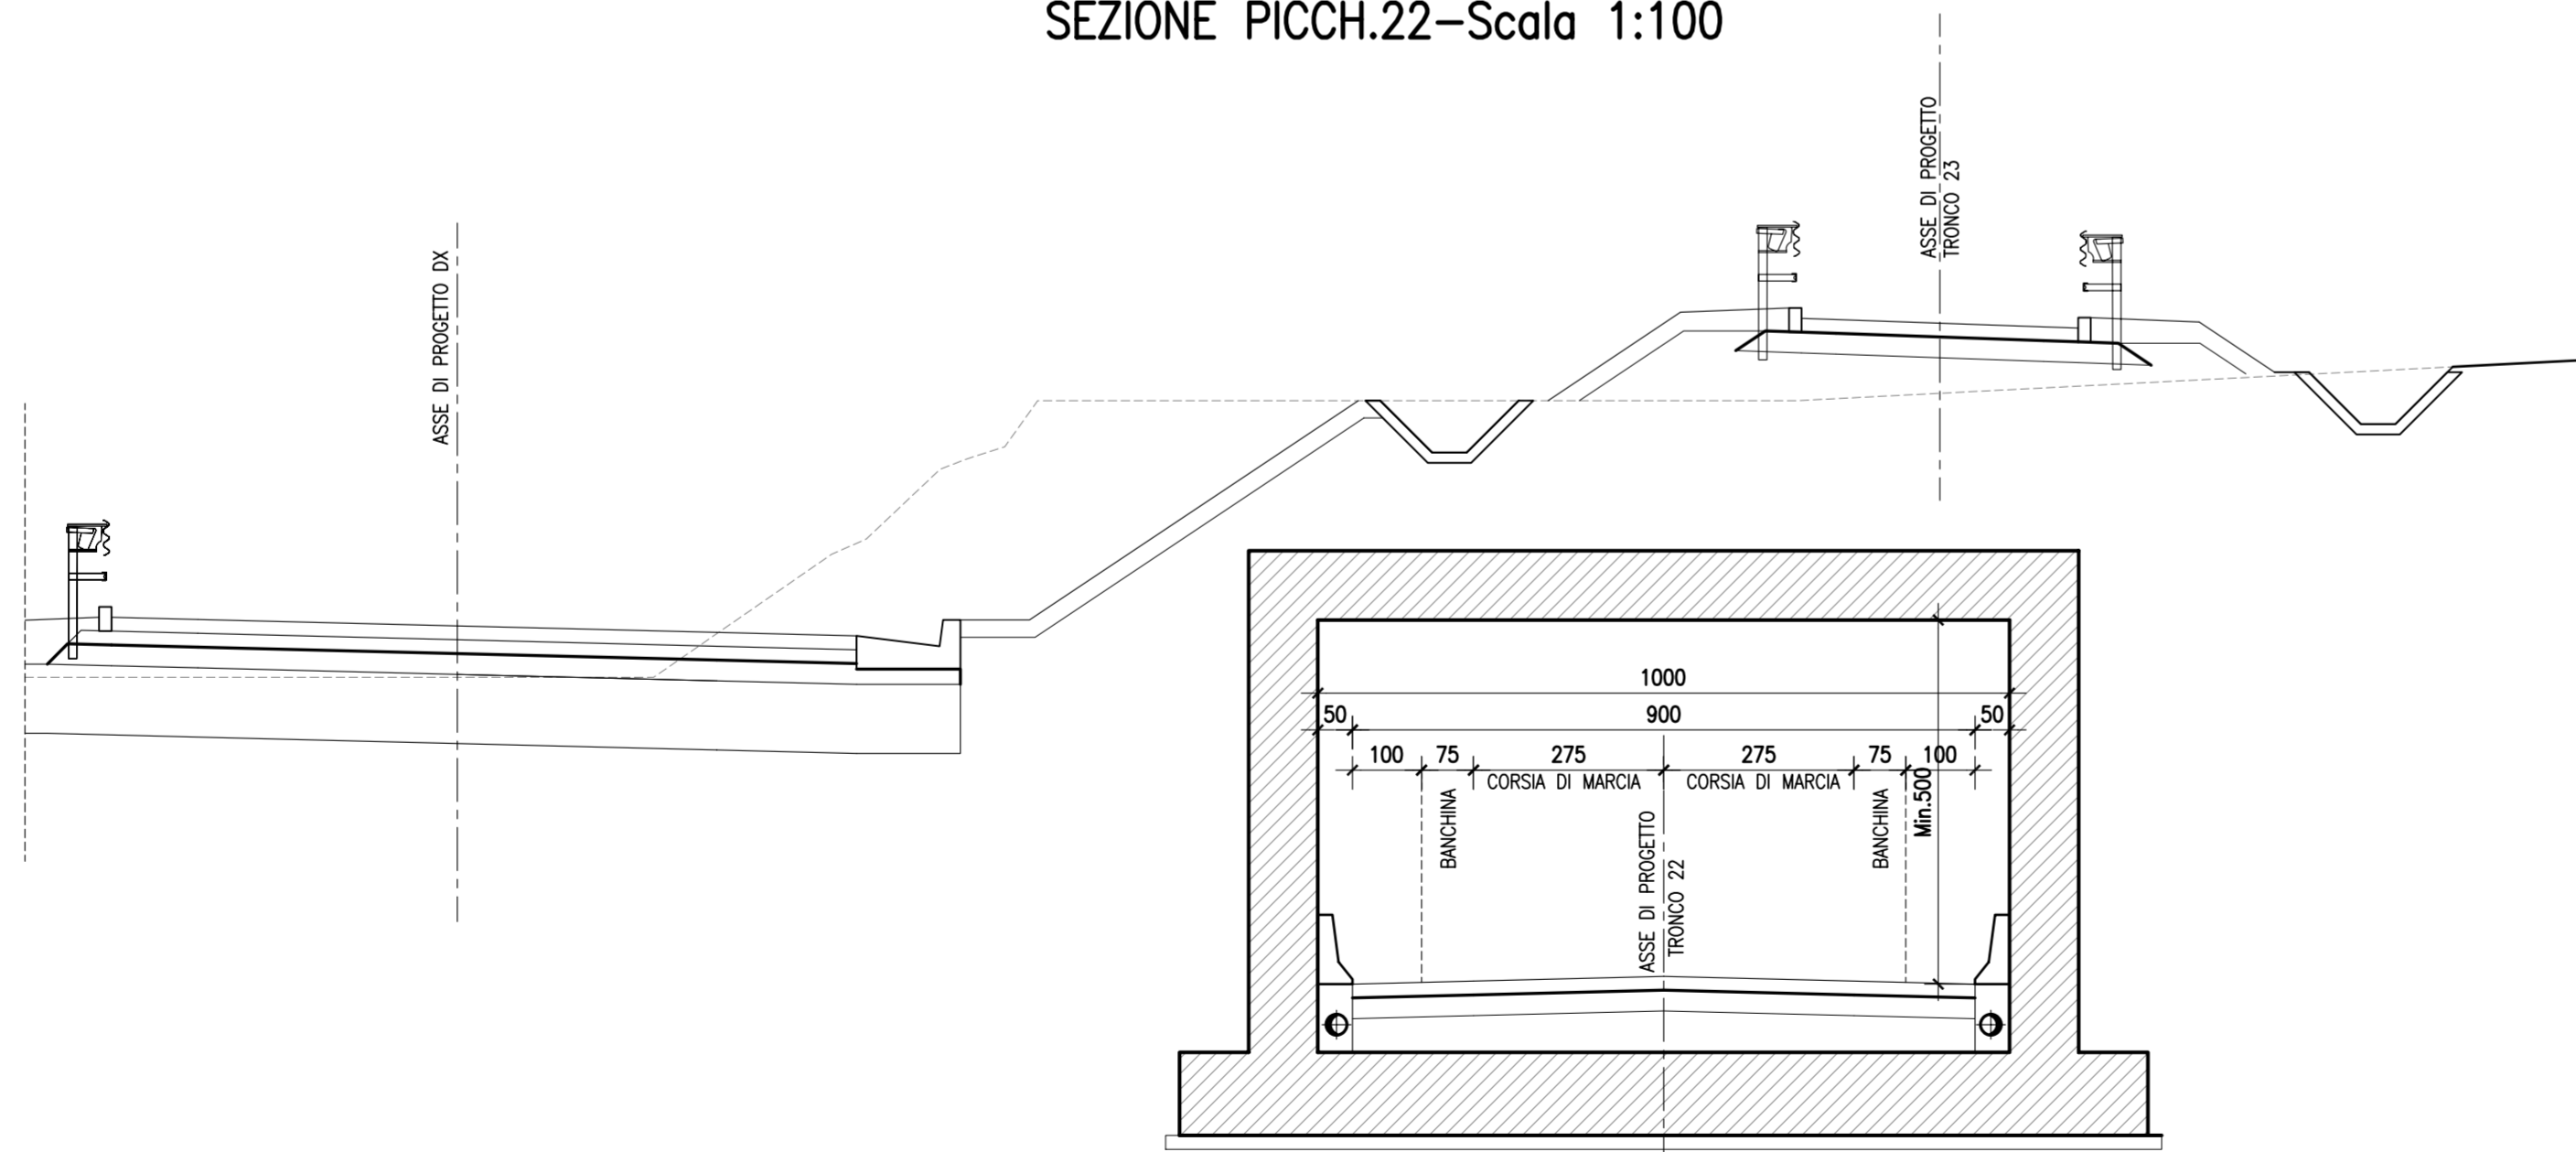 SEZIONE PICCH.22-Scala 1:100
ASSE DI PROGETTO
TRONCO 23
ASSE DI PROGETTO DX
1000
50 900 50
100 75 275 275 75 100
CORSIA DI MARCIA CORSIA DI MARCIA
BANCHINA
BANCHINA
Min.500
ASSE DI PROGETTO
TRONCO 22